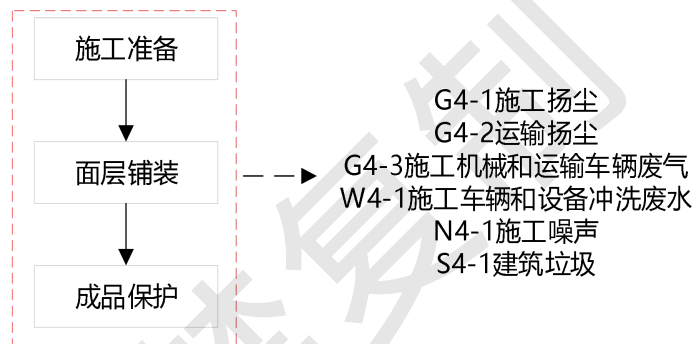 施工准备
面层铺装
成品保护
G4-1施工扬尘
G4-2运输扬尘
G4-3施工机械和运输车辆废气
W4-1施工车辆和设备冲洗废水
N4-1施工噪声
S4-1建筑垃圾
复制